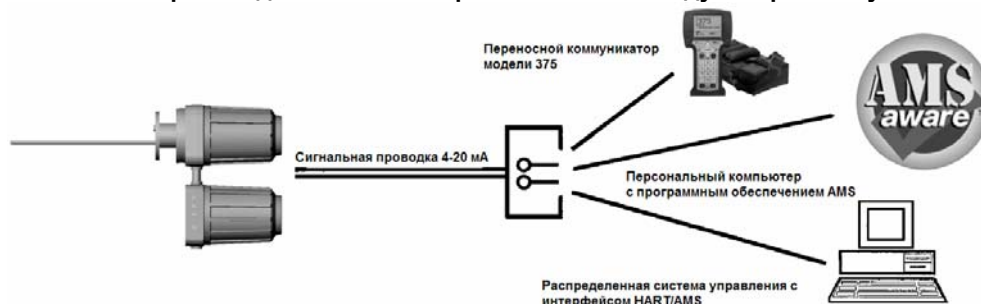 Переносной коммуникатор
модели 375
AMS
aware
Сигнальная проводка 4-20 мА
Персональный компьютер
с программным обеспечением AMS
Распределенная система управления с
интерфейсом HART/AMS